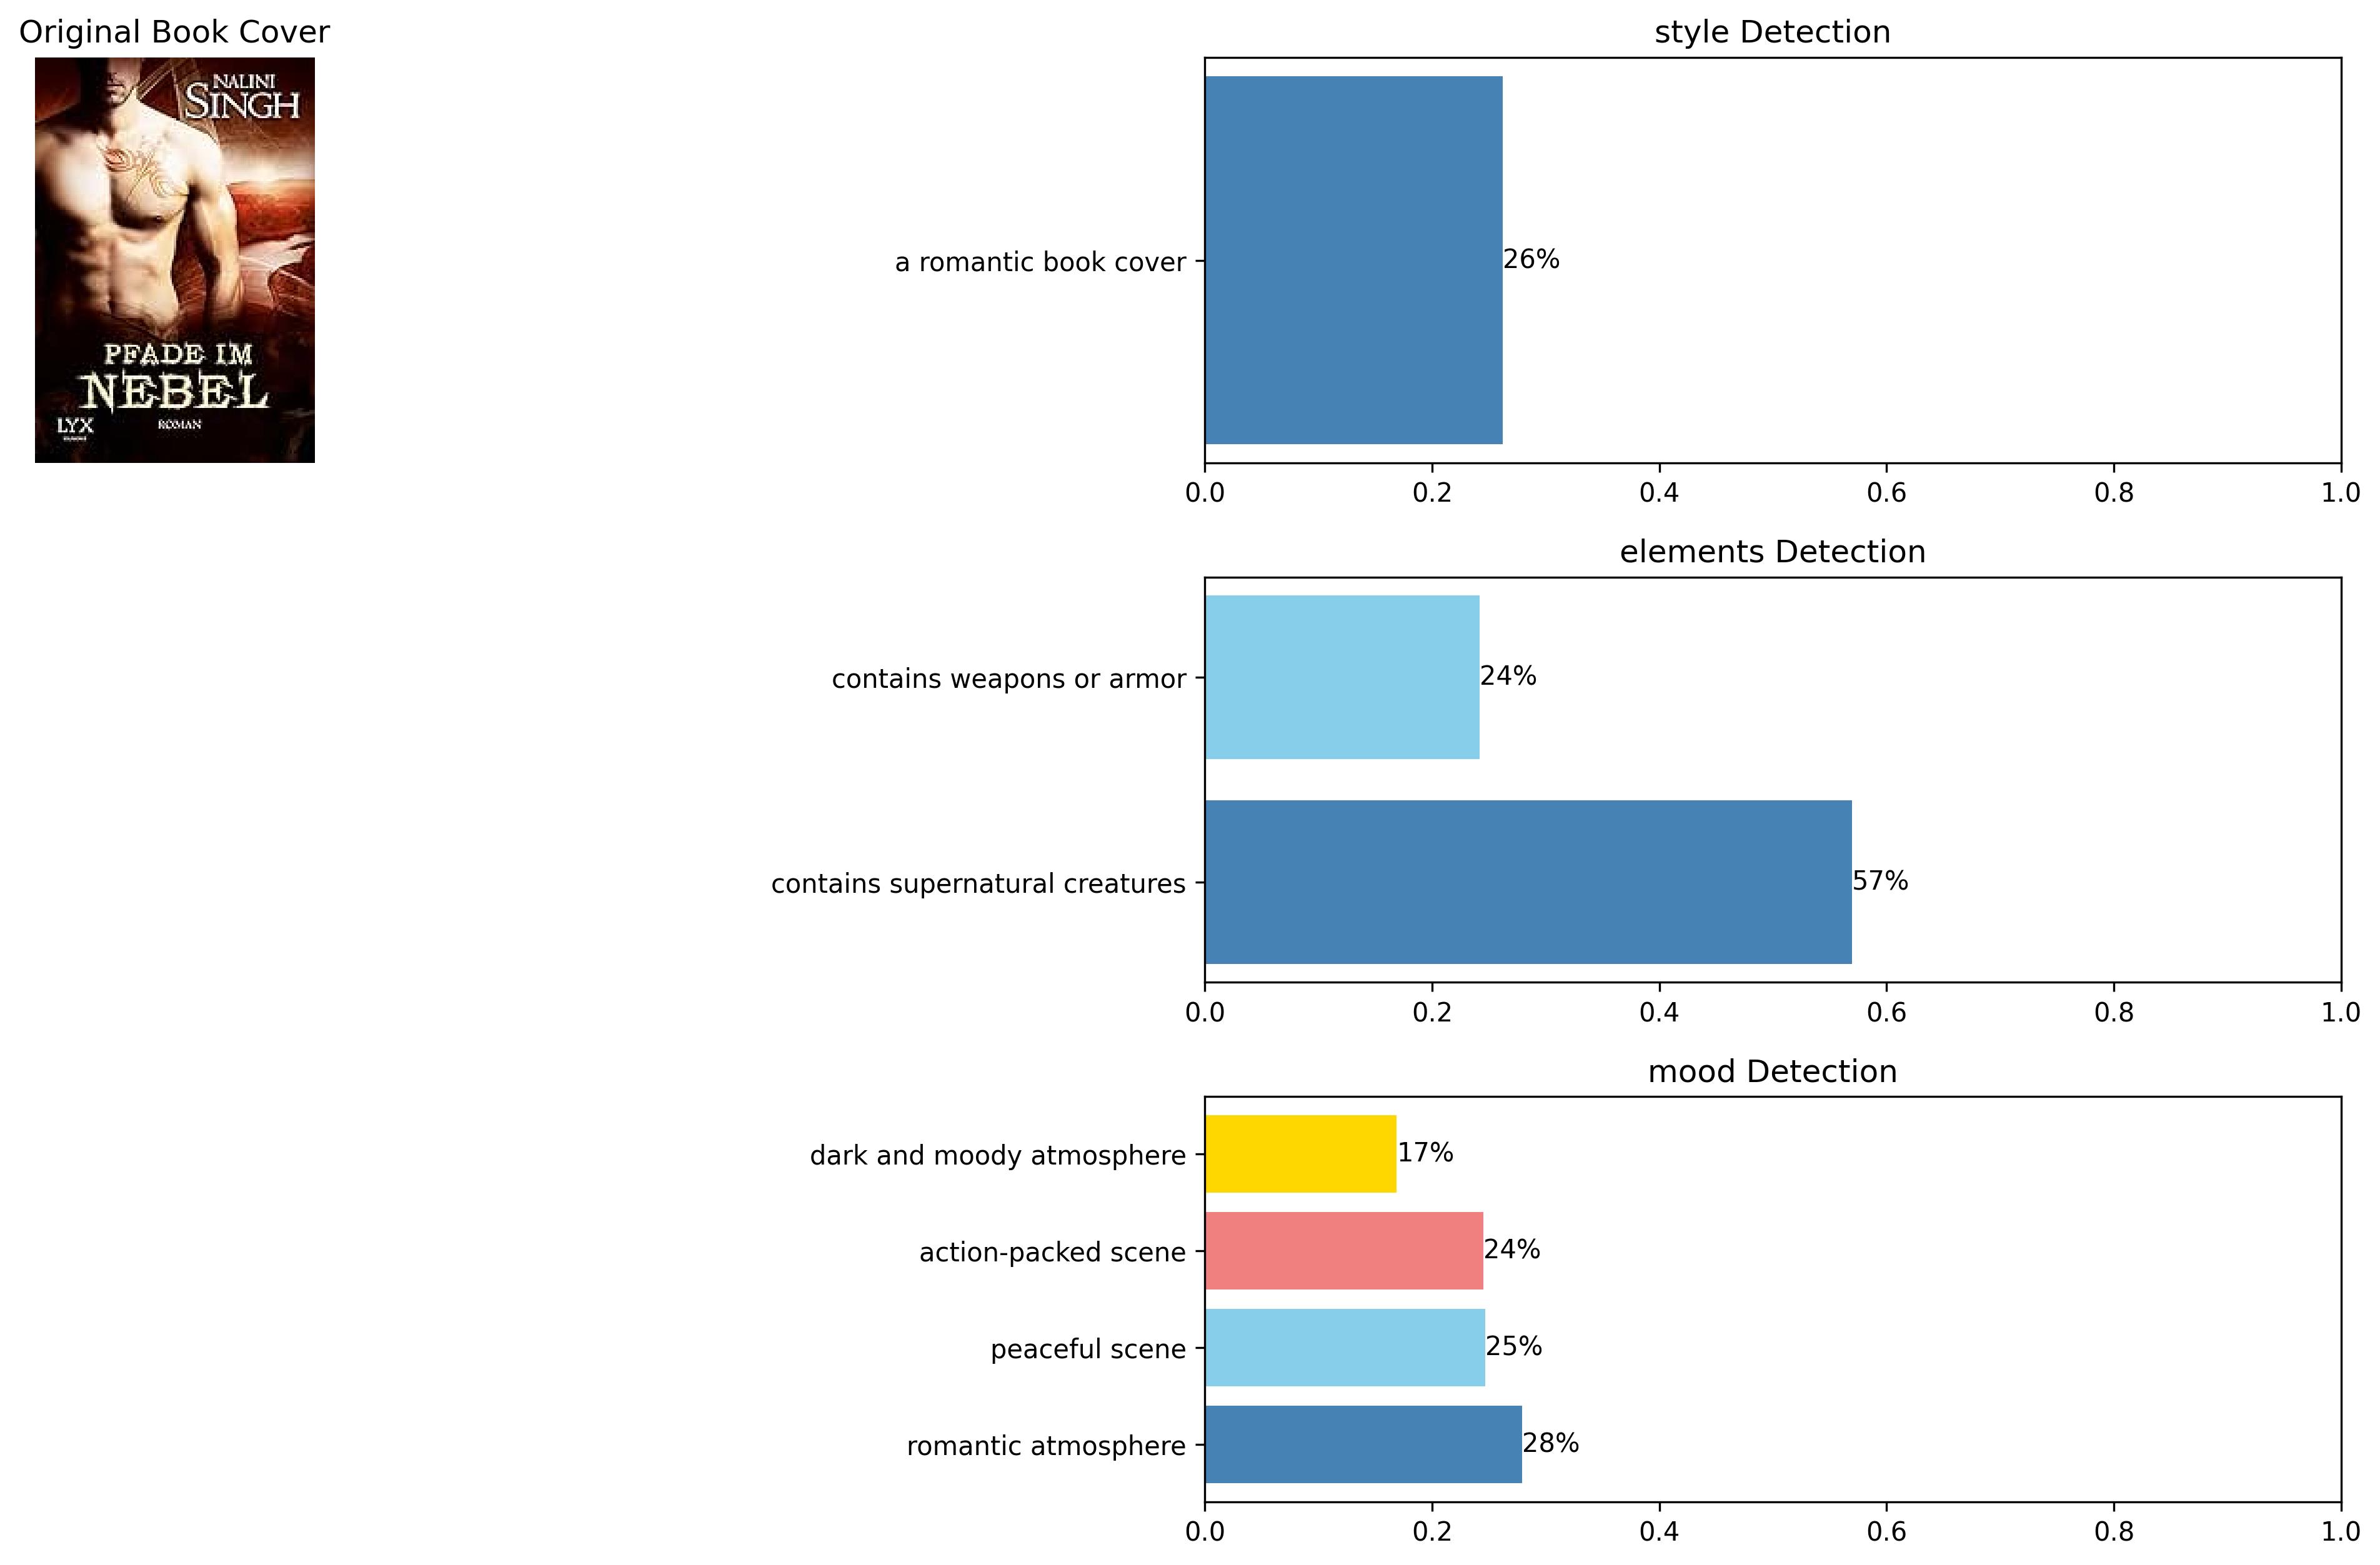 Original Book Cover
NALINI
SINGH
PFADE IM
NEBEL
LYX
ROMAN
style Detection
a romantic book cover
26%
0.0 0.2 0.4 0.6 0.8 1.0
elements Detection
contains weapons or armor
24%
contains supernatural creatures
57%
0.0 0.2 0.4 0.6 0.8 1.0
mood Detection
dark and moody atmosphere
17%
action-packed scene
24%
peaceful scene
25%
romantic atmosphere
28%
0.0 0.2 0.4 0.6 0.8 1.0